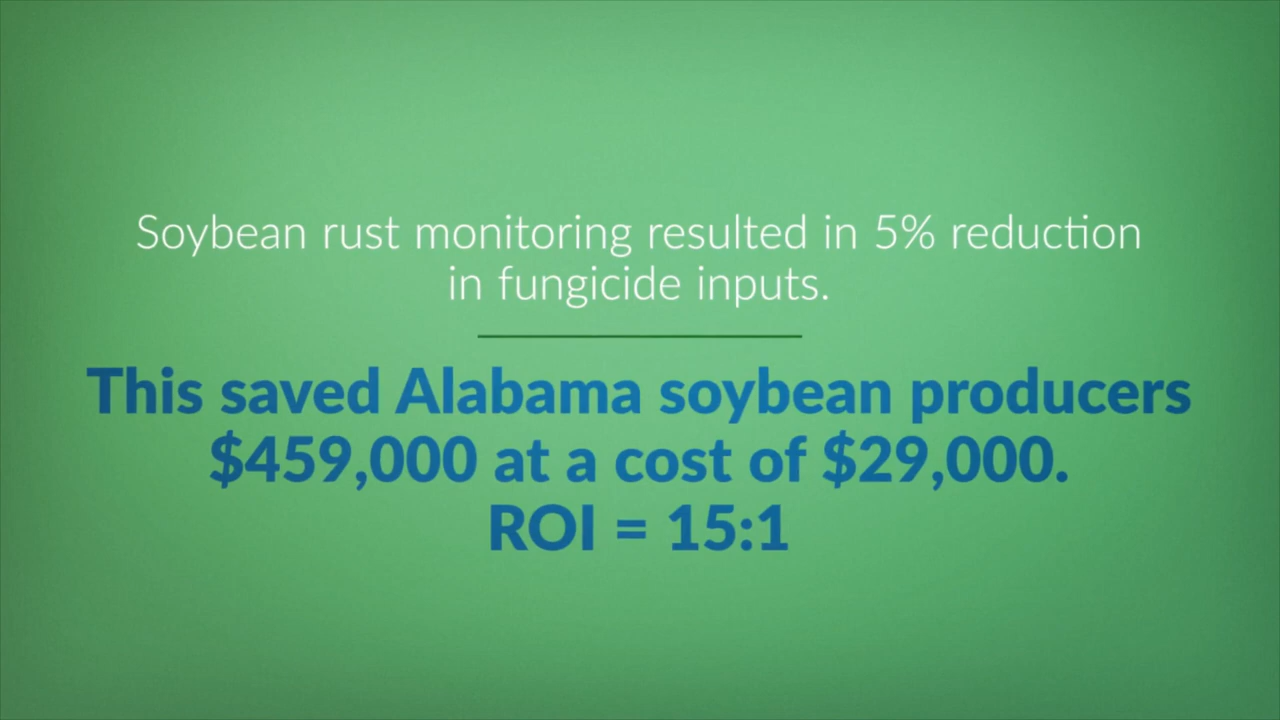 Soybean rust monitoring resulted in 5% reduction
in fungicide inputs.
This saved Alabama soybean producers
$459,000 at a cost of $29,000.
ROI = 15:1